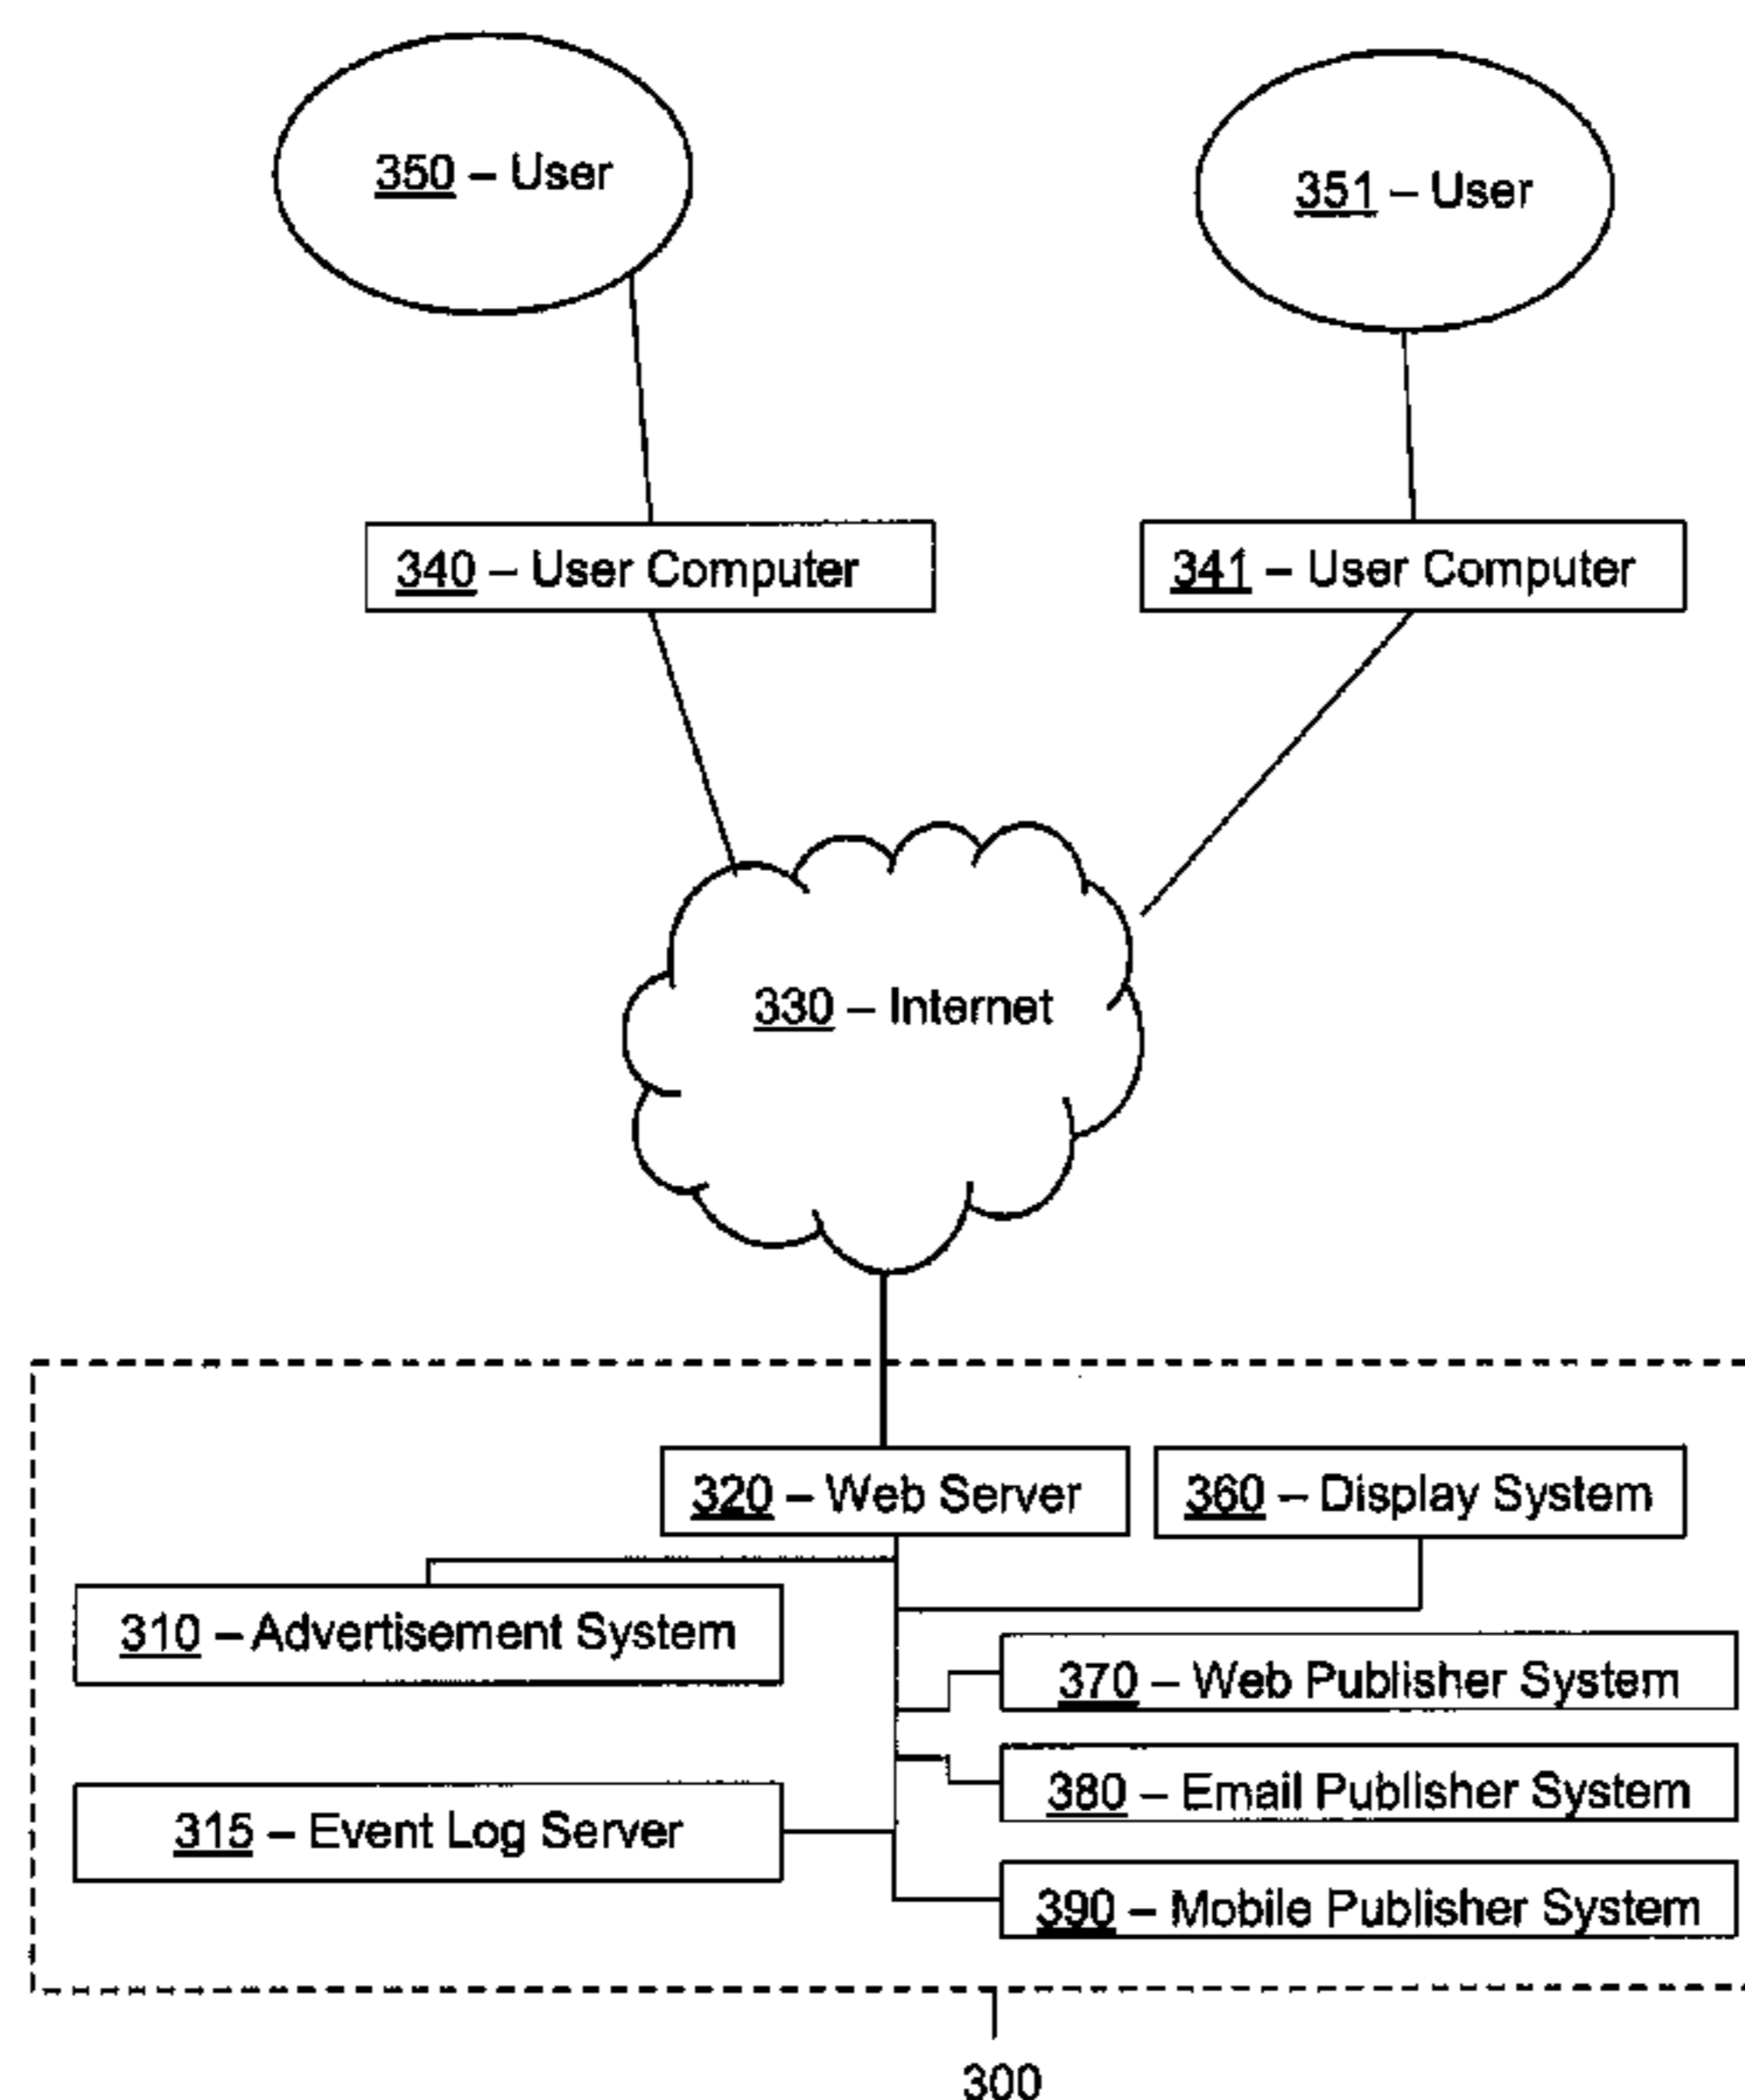 350 – User
351 – User
340 – User Computer
341 – User Computer
330 – Internet
320 – Web Server
360 – Display System
310 – Advertisement System
370 – Web Publisher System
380 – Email Publisher System
315 – Event Log Server
390 – Mobile Publisher System
300